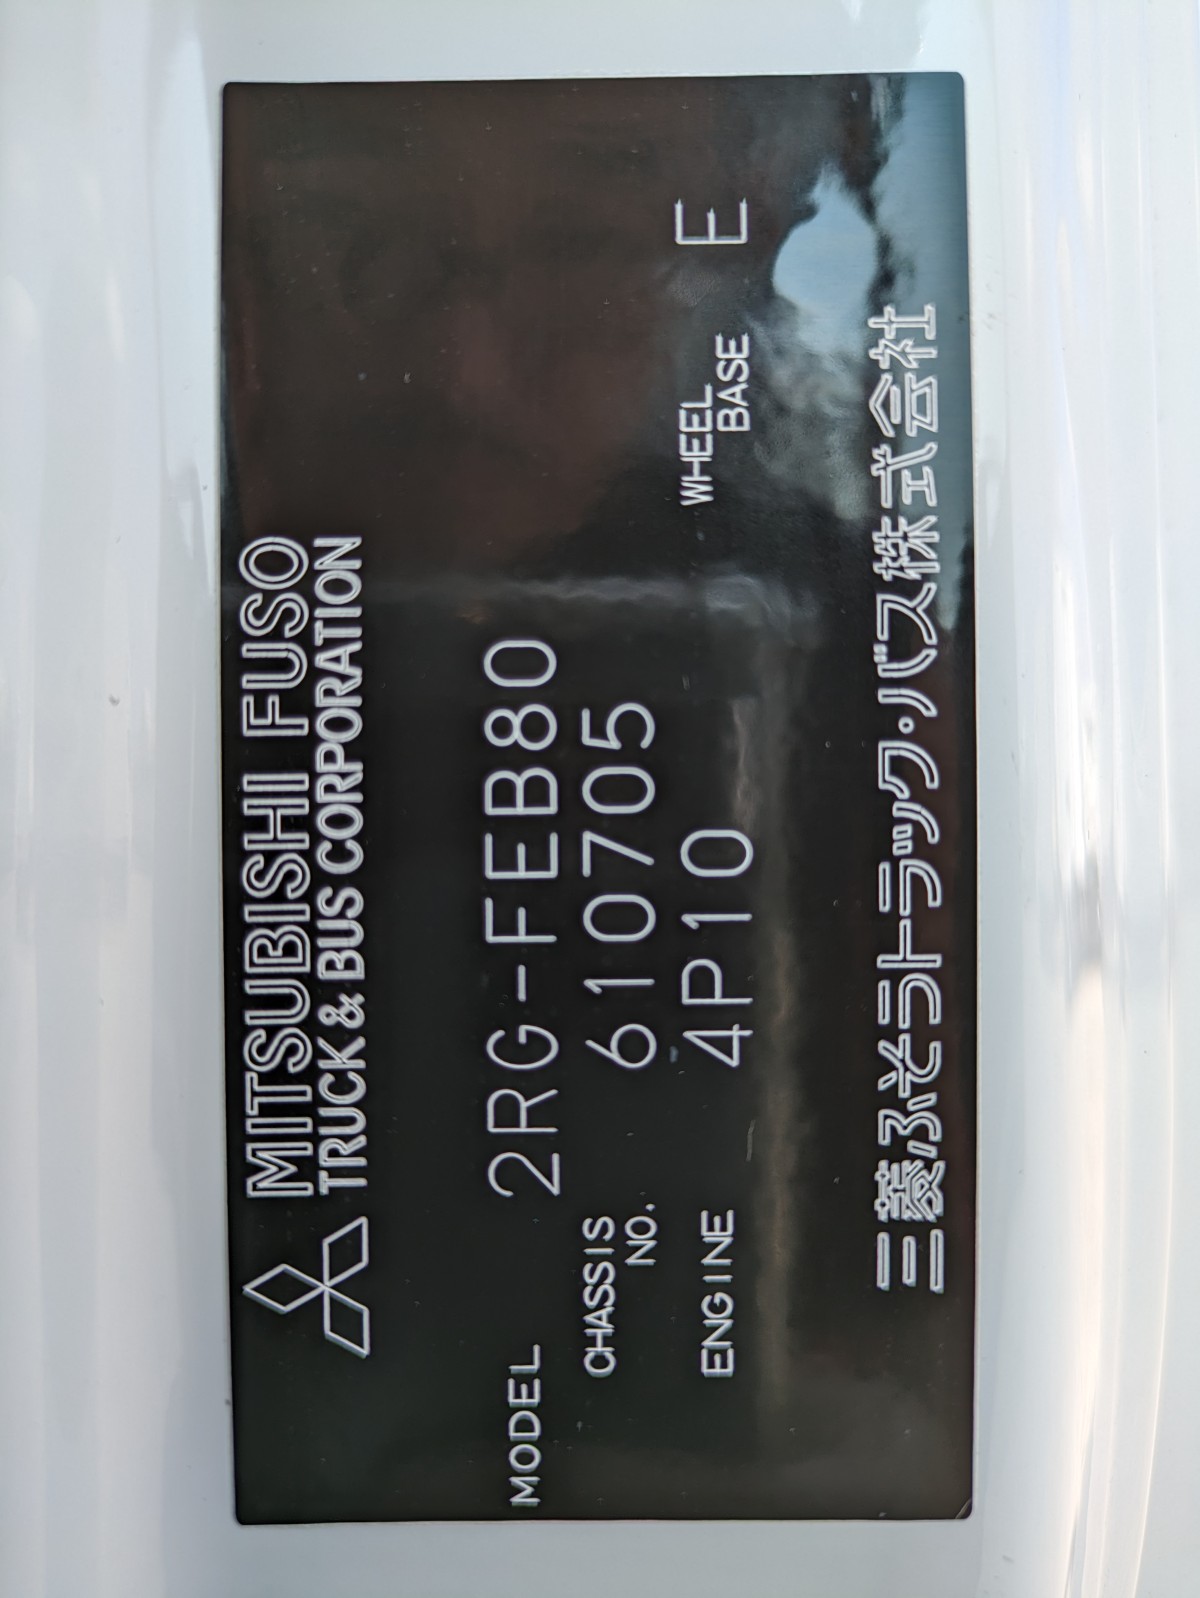 MITSUBISHI FUSO
TRUCK & BUS CORPORATION
MODEL 2RG-FEB80
CHASSIS NO. 610705
ENGINE 4P10 WHEEL BASE E
三菱ふそうトラック・バス株式会社